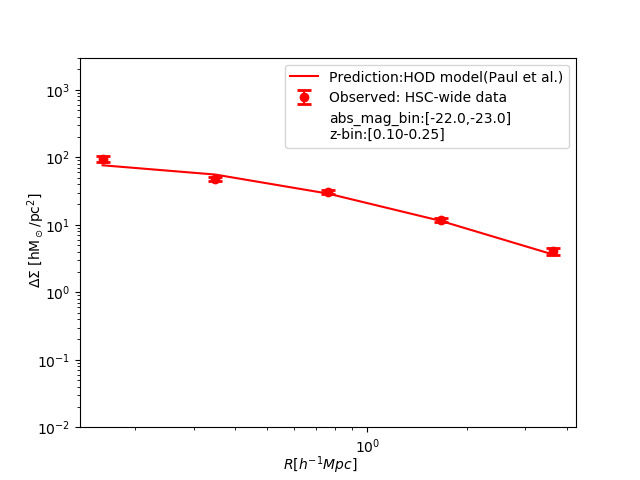 Prediction:HOD model(Paul et al.)
Observed: HSC-wide data
abs_mag_bin:[-22.0,-23.0]
z-bin:[0.10-0.25]
10³
10²
10¹
10⁰
10⁻¹
10⁻²
ΔΣ [hM⊙/pc²]
10⁰
R[h⁻¹Mpc]